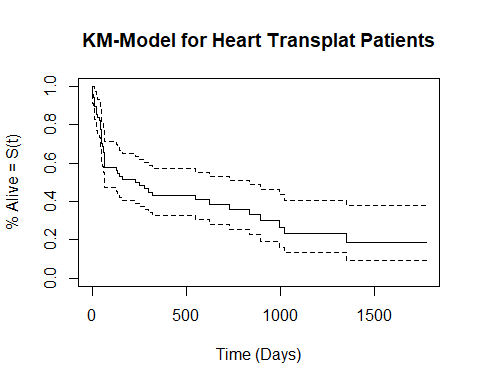 KM-Model for Heart Transplat Patients
% Alive = S(t)
1.0
0.8
0.6
0.4
0.2
0.0
0 500 1000 1500
Time (Days)